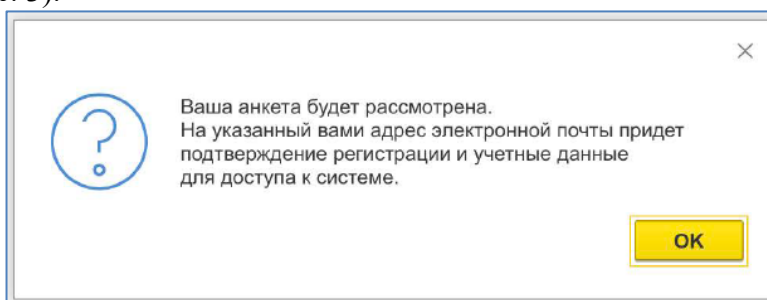 3).
Ваша анкета будет рассмотрена.
На указанный вами адрес электронной почты придет
подтверждение регистрации и учетные данные
для доступа к системе.
OK